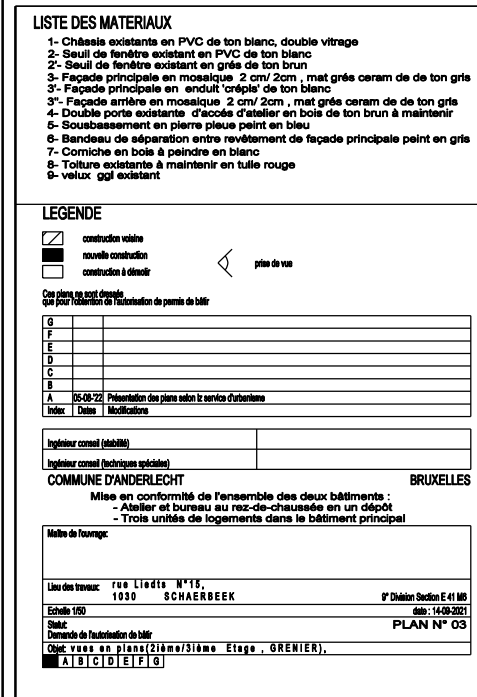 LISTE DES MATERIAUX
1- Châssis existants en PVC de ton blanc, double vitrage
2- Seuil de fenêtre existant en PVC de ton blanc
2'- Seuil de fenêtre existant en grés de ton brun
3- Façade principale en mosaique 2 cm/ 2cm , mat grés ceram de de ton gris
3'- Façade principale en enduit 'crépis' de ton blanc
3"- Façade arrière en mosaique 2 cm/ 2cm , mat grés ceram de de ton gris
4- Double porte existante d'accés d'atelier en bois de ton brun à maintenir
5- Sousbassement en pierre pleue peint en bleu
6- Bandeau de séparation entre revêtement de façade principale peint en gris
7- Corniche en bois à peindre en blanc
8- Toiture existante à maintenir en tulle rouge
9- velux ggl existant
LEGENDE
construction voisine
nouvelle construction
construction à démolir
prise de vue
Ces plans ne sont dressés
que pour l'obtention de l'autorisation de permis de bâtir
G
F
E
D
C
B
A 05-08-'22 Présentation des plans selon lz service d'urbanisme
Index Dates Modifications
Ingénieur conseil (stabilité)
Ingénieur conseil (techniques spéciales)
COMMUNE D'ANDERLECHT BRUXELLES
Mise en conformité de l'ensemble des deux bâtiments :
- Atelier et bureau au rez-de-chaussée en un dépôt
- Trois unités de logements dans le bâtiment principal
Maître de l'ouvrage:
Lieu des travaux: rue Liedts N°15,
1030 SCHAERBEEK 9° Division Section E 41 M6
Echelle 1/50 date : 14-09-2021
Statut: PLAN N° 03
Demande de l'autorisation de bâtir
Objet: vues en plans(2ième/3ième Etage , GRENIER),
A B C D E F G